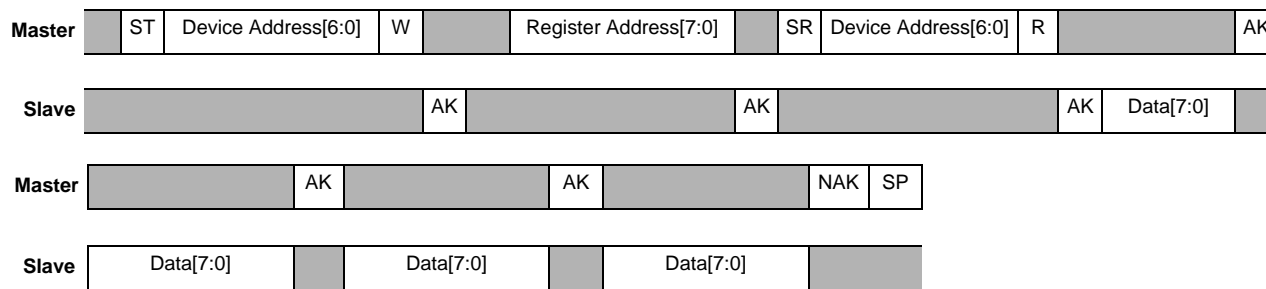 Master ST Device Address[6:0] W Register Address[7:0] SR Device Address[6:0] R AK
Slave AK AK AK Data[7:0]
Master AK AK NAK SP
Slave Data[7:0] Data[7:0] Data[7:0]